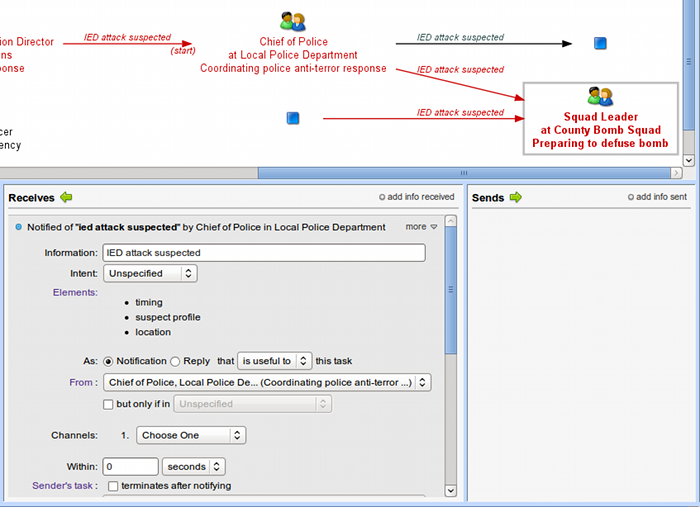 IED attack suspected
(start)
ion Director
ns
onse
Chief of Police
at Local Police Department
Coordinating police anti-terror response
IED attack suspected
IED attack suspected
IED attack suspected
Squad Leader
at County Bomb Squad
Preparing to defuse bomb
cer
ency
Receives
add info received
Notified of "ied attack suspected" by Chief of Police in Local Police Department
more
Information: IED attack suspected
Intent: Unspecified
Elements:
• timing
• suspect profile
• location
As: Notification Reply that is useful to this task
From : Chief of Police, Local Police De... (Coordinating police anti-terror ...)
but only if in Unspecified
Channels: 1. Choose One
Within: 0 seconds
Sender's task : terminates after notifying
Sends
add info sent